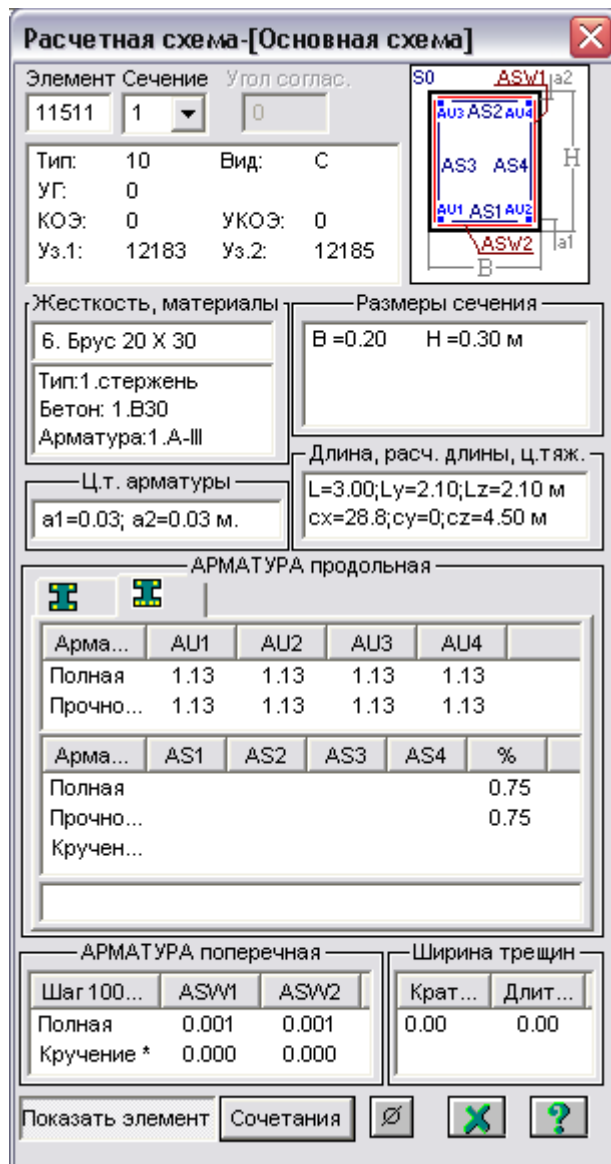 Расчетная схема-[Основная схема]
Элемент Сечение Угол соглас.
11511 1 0
S0 ASW1 a2
AU3 AS2 AU4
AS3 AS4 H
AU1 AS1 AU2
ASW2 a1
B
Тип: 10 Вид: С
УГ: 0
КОЭ: 0 УКОЭ: 0
Уз.1: 12183 Уз.2: 12185
Жесткость, материалы
6. Брус 20 X 30
Тип:1.стержень
Бетон: 1.В30
Арматура:1.А-III
Размеры сечения
B =0.20 H =0.30 м
Ц.т. арматуры
a1=0.03; a2=0.03 м.
Длина, расч. длины, ц.тяж.
L=3.00;Ly=2.10;Lz=2.10 м
cx=28.8;cy=0;cz=4.50 м
АРМАТУРА продольная
Арма... AU1 AU2 AU3 AU4
Полная 1.13 1.13 1.13 1.13
Прочно... 1.13 1.13 1.13 1.13
Арма... AS1 AS2 AS3 AS4 %
Полная 0.75
Прочно... 0.75
Кручен...
АРМАТУРА поперечная
Шаг 100... ASW1 ASW2
Полная 0.001 0.001
Кручение * 0.000 0.000
Ширина трещин
Крат... Длит...
0.00 0.00
Показать элемент Сочетания Ø ?